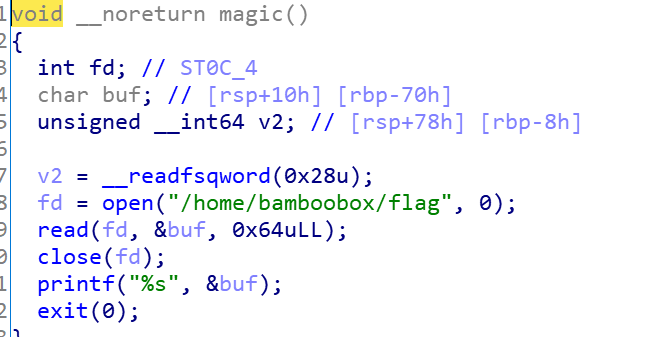 1 void __noreturn magic()
2 {
3 int fd; // ST0C_4
4 char buf; // [rsp+10h] [rbp-70h]
5 unsigned __int64 v2; // [rsp+78h] [rbp-8h]
6
7 v2 = __readfsqword(0x28u);
8 fd = open("/home/bamboobox/flag", 0);
9 read(fd, &buf, 0x64uLL);
0 close(fd);
1 printf("%s", &buf);
2 exit(0);
3 }